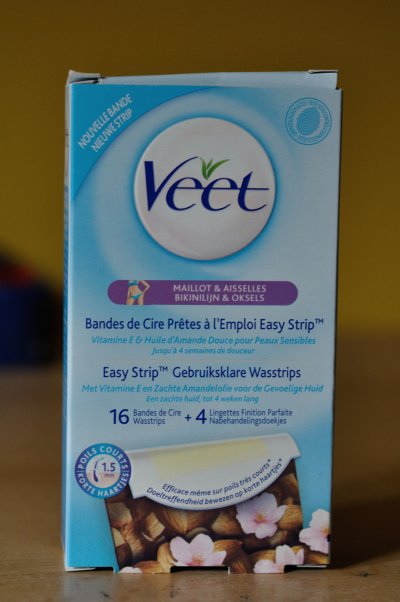 NOUVELLE BANDE
NIEUWE STRIP
Veet
MAILLOT & AISSELLES
BIKINILIJN & OKSELS
Bandes de Cire Prêtes à l'Emploi Easy Strip™
Vitamine E & Huile d'Amande Douce pour Peaux Sensibles
Jusqu'à 4 semaines de douceur
Easy Strip™ Gebruiksklare Wasstrips
Met Vitamine E en Zachte Amandelolie voor de Gevoelige Huid
Een zachte huid, tot 4 weken lang
16 Bandes de Cire + 4 Lingettes Finition Parfaite
Wasstrips Nabehandelingsdoekjes
POILS COURTS
1.5
mm
KORTE HAARTJES
Efficace même sur poils très courts*
Doeltreffendheid bewezen op korte haartjes*